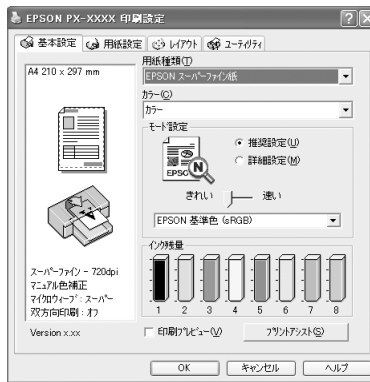 EPSON PX-XXXX 印刷設定
基本設定 用紙設定 レイアウト ユーティリティ
A4 210 x 297 mm
用紙種類(T)
EPSON スーパーファイン紙
カラー(C)
カラー
モード設定
EPSO
N
推奨設定(U)
詳細設定(M)
きれい 速い
EPSON 基準色 (sRGB)
インク残量
1 2 3 4 5 6 7 8
スーパーファイン - 720dpi
マニュアル色補正
マイクロウィーブ : スーパー
双方向印刷 : オフ
Version x.xx
印刷プレビュー(V)
プリントアシスト(S)
OK キャンセル ヘルプ